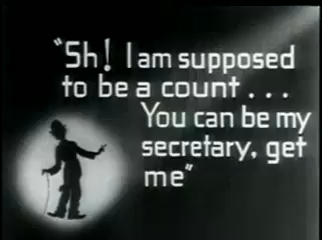 "Sh! I am supposed
to be a count...
You can be my
secretary, get
me"